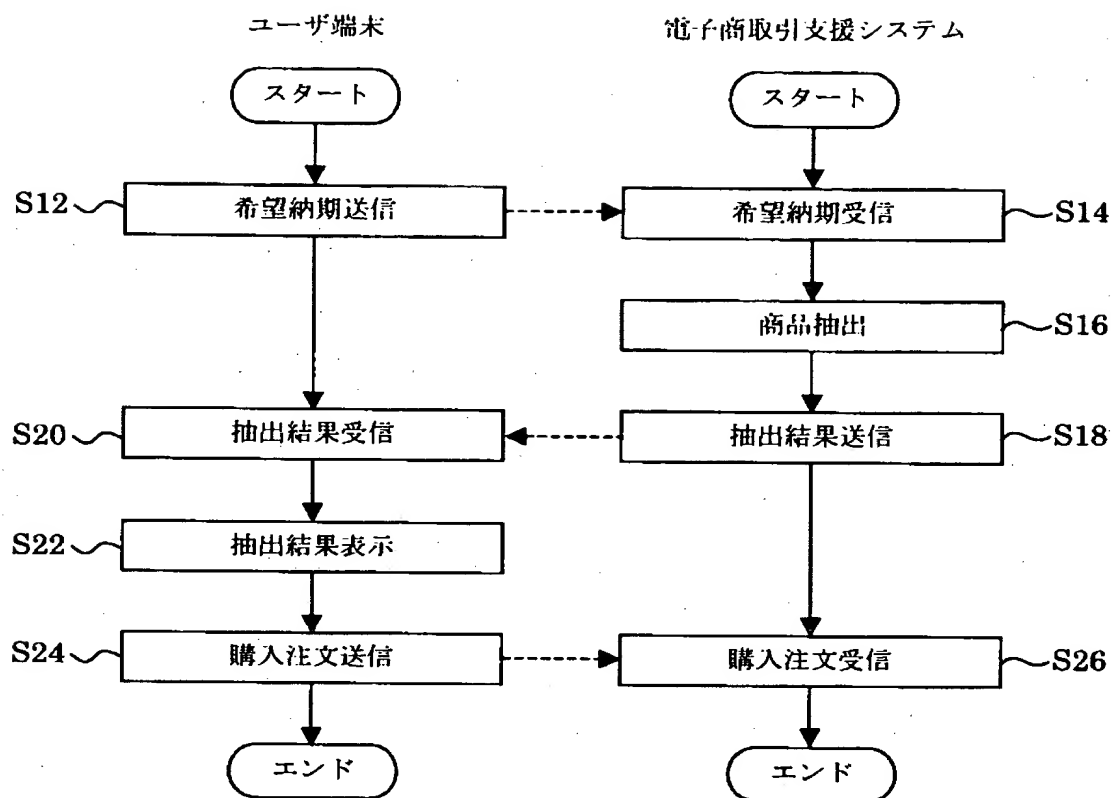 ユーザ端末
電子商取引支援システム
スタート
スタート
S12
希望納期送信
希望納期受信
S14
商品抽出
S16
S20
抽出結果受信
抽出結果送信
S18
S22
抽出結果表示
S24
購入注文送信
購入注文受信
S26
エンド
エンド